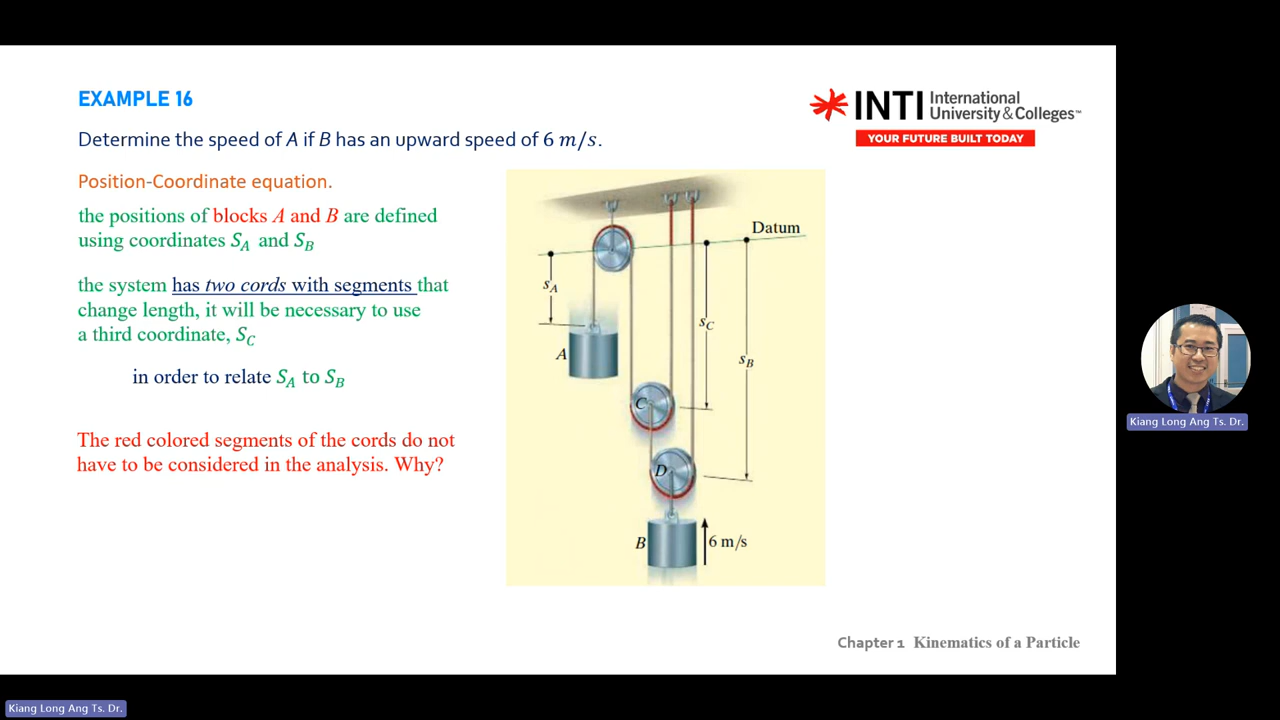 EXAMPLE 16
INTI International
University & Colleges™
YOUR FUTURE BUILT TODAY
Determine the speed of A if B has an upward speed of 6 m/s.
Position-Coordinate equation.
the positions of blocks A and B are defined
using coordinates S_A and S_B
the system has two cords with segments that
change length, it will be necessary to use
a third coordinate, S_C
in order to relate S_A to S_B
The red colored segments of the cords do not
have to be considered in the analysis. Why?
Datum
s_A
s_C
s_B
A
C
D
B
6 m/s
Chapter 1 Kinematics of a Particle
Kiang Long Ang Ts. Dr.
Kiang Long Ang Ts. Dr.